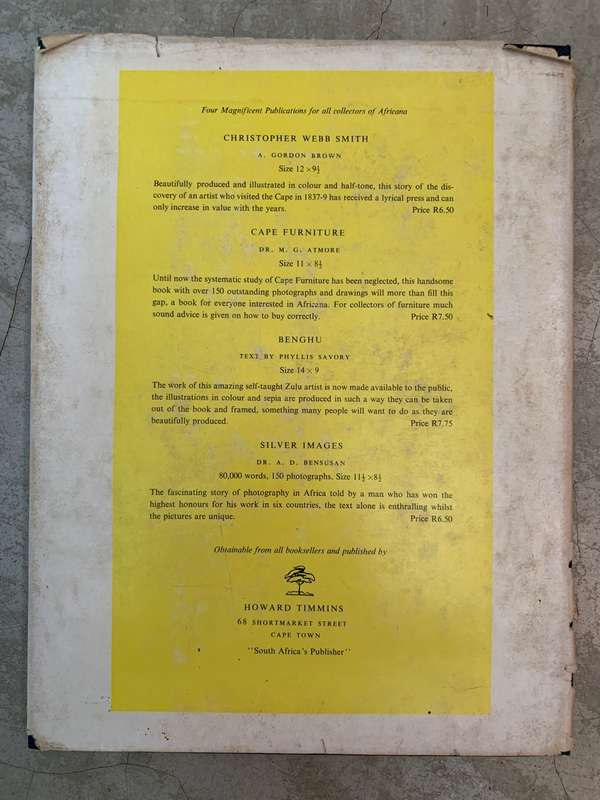 Four Magnificent Publications for all collectors of Africana
CHRISTOPHER WEBB SMITH
A. GORDON BROWN
Size 12 × 9½
Beautifully produced and illustrated in colour and half-tone, this story of the dis-
covery of an artist who visited the Cape in 1837-9 has received a lyrical press and can
only increase in value with the years. Price R6.50
CAPE FURNITURE
DR. M. G. ATMORE
Size 11 × 8½
Until now the systematic study of Cape Furniture has been neglected, this handsome
book with over 150 outstanding photographs and drawings will more than fill this
gap, a book for everyone interested in Africana. For collectors of furniture much
sound advice is given on how to buy correctly. Price R7.50
BENGHU
TEXT BY PHYLLIS SAVORY
Size 14 × 9
The work of this amazing self-taught Zulu artist is now made available to the public,
the illustrations in colour and sepia are produced in such a way they can be taken
out of the book and framed, something many people will want to do as they are
beautifully produced. Price R7.75
SILVER IMAGES
DR. A. D. BENSUSAN
80,000 words, 150 photographs. Size 11½ × 8½
The fascinating story of photography in Africa told by a man who has won the
highest honours for his work in six countries, the text alone is enthralling whilst
the pictures are unique. Price R6.50
Obtainable from all booksellers and published by
HOWARD TIMMINS
68 SHORTMARKET STREET
CAPE TOWN
"South Africa's Publisher"